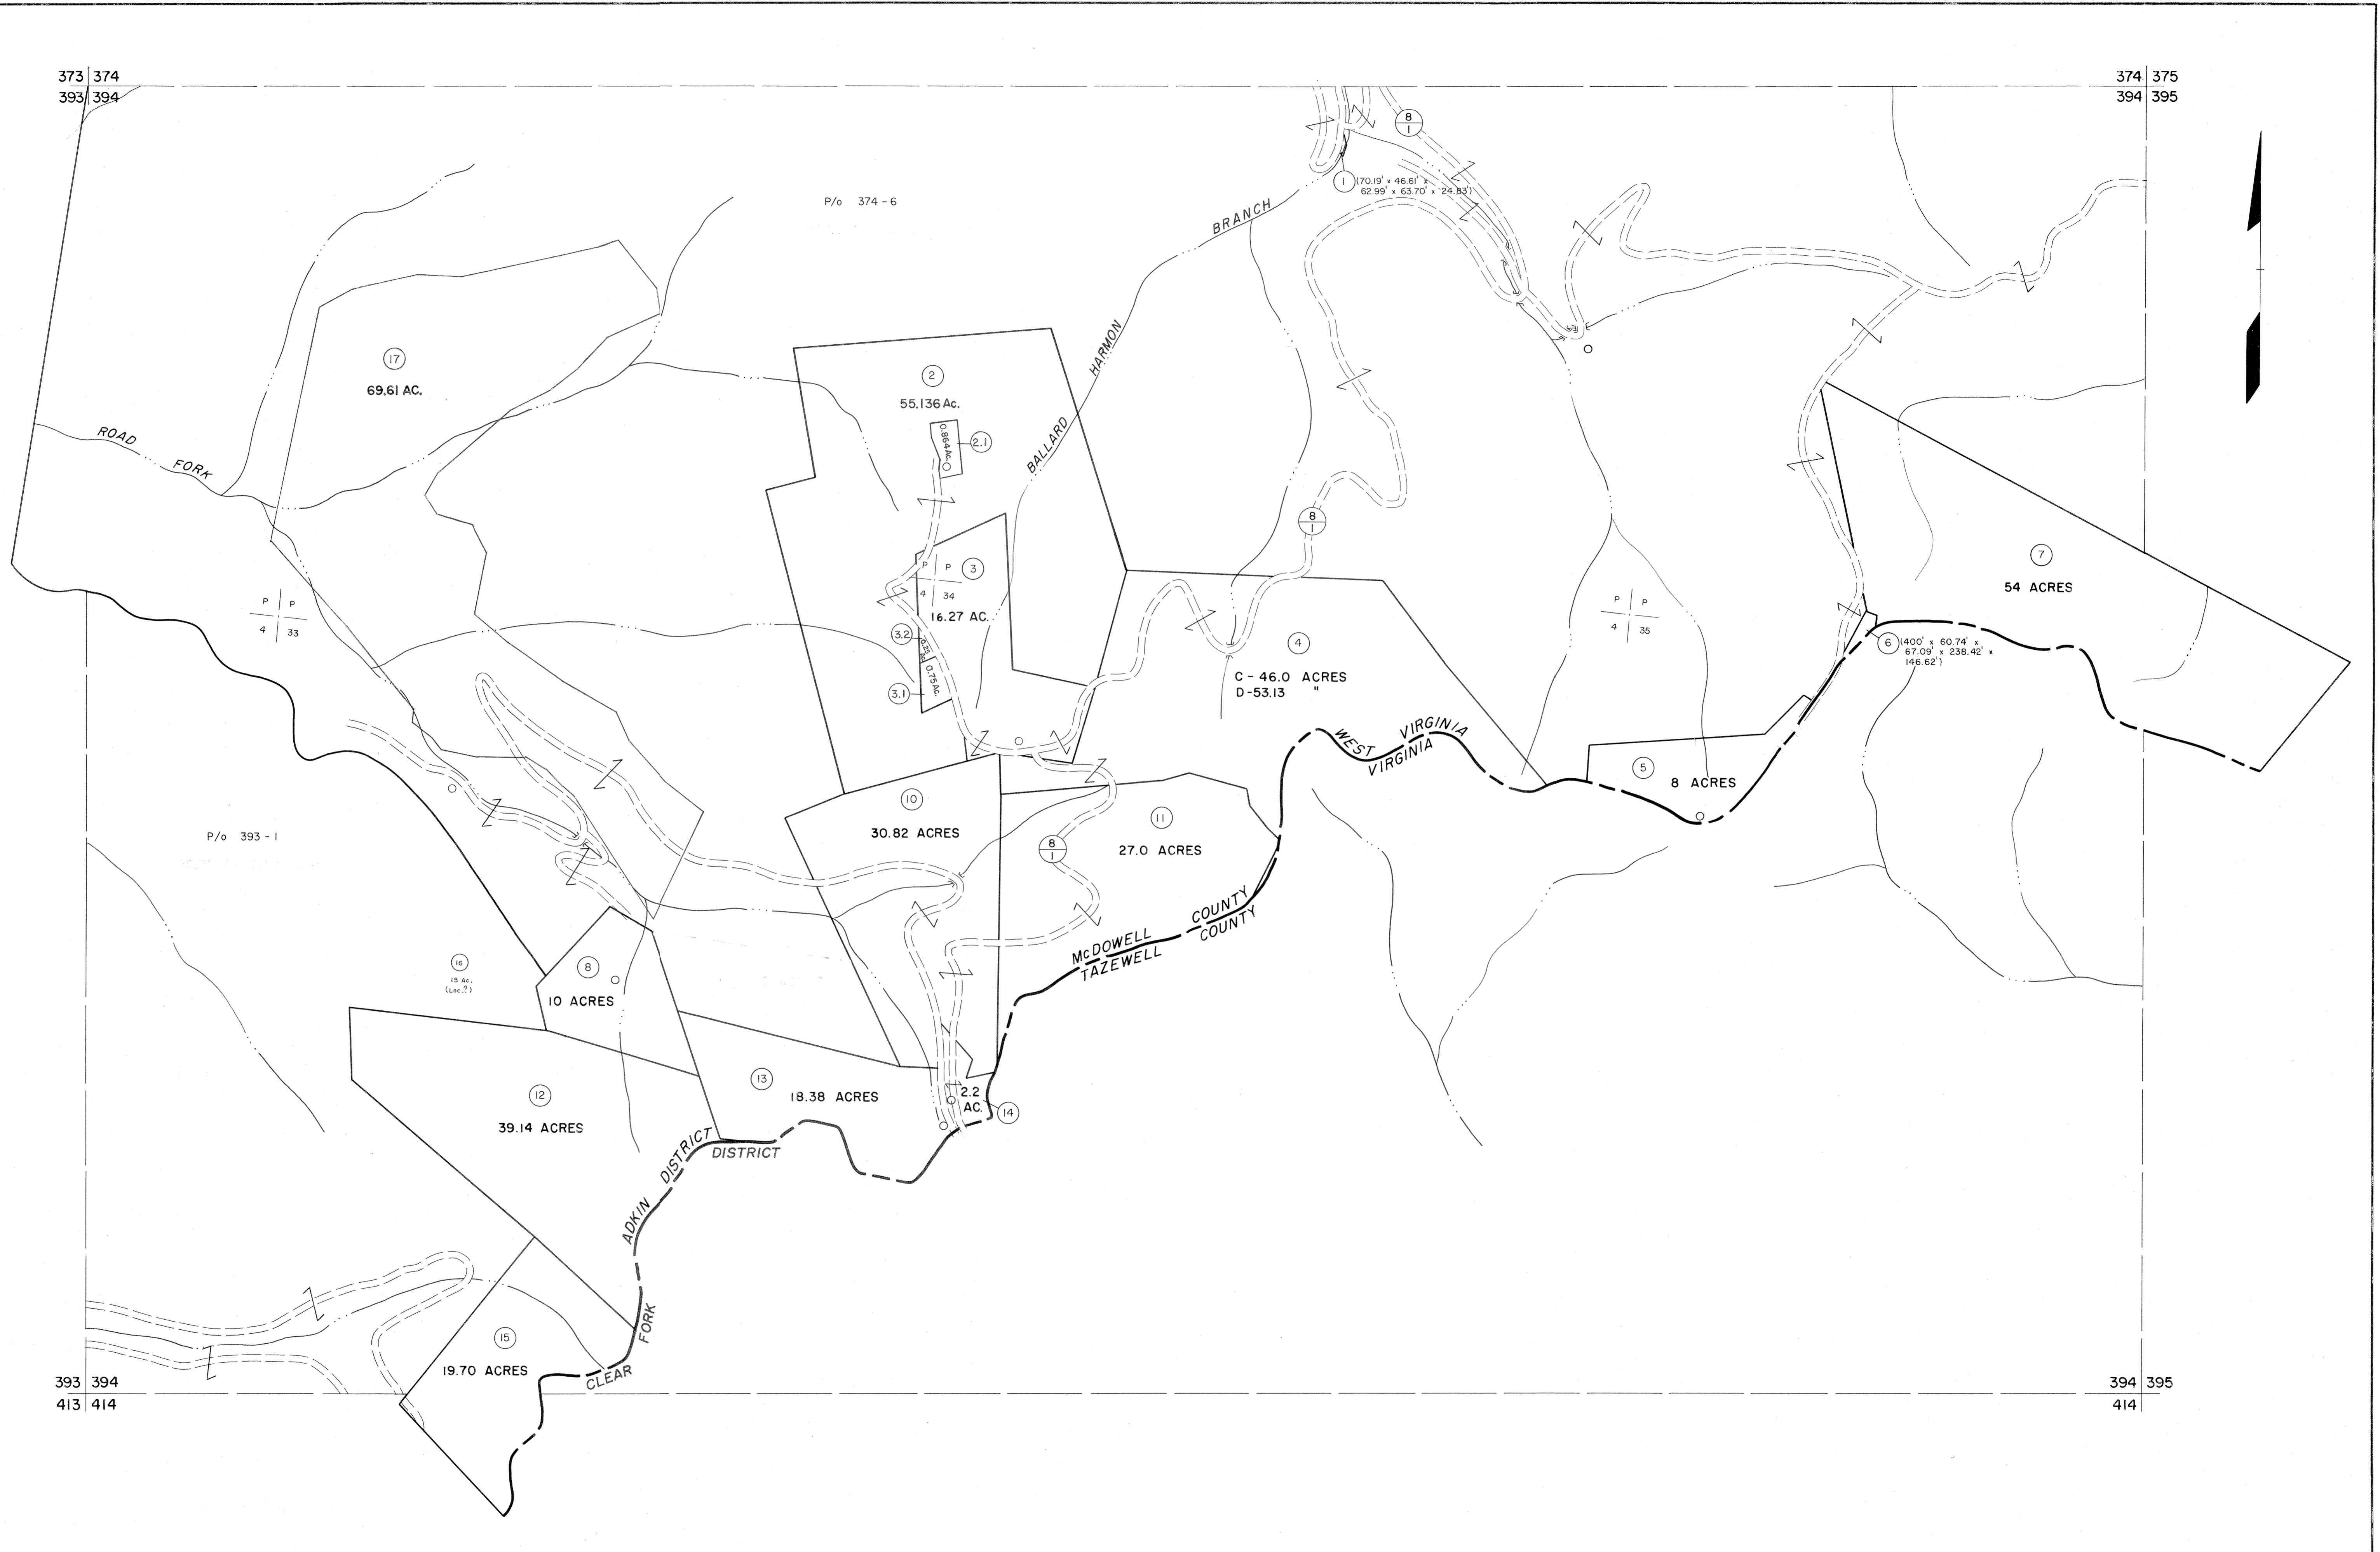 373 374
393 394
374 375
394 395
8
1
1 (70.19' x 46.61' x
62.99' x 63.70' x 24.83')
P/o 374 - 6
BALLARD HARMON BRANCH
17
69.61 AC.
2
55.136 Ac.
0.864 Ac.
2.1
ROAD FORK
8
1
P P
4 34
3
16.27 AC.
3.2
0.25 Ac.
3.1
0.75 Ac.
P P
4 33
P P
4 35
7
54 ACRES
4
C - 46.0 ACRES
D - 53.13 "
6 (400' x 60.74' x
67.09' x 238.42' x
146.62')
WEST VIRGINIA
VIRGINIA
5
8 ACRES
10
30.82 ACRES
11
27.0 ACRES
8
1
P/o 393 - 1
McDOWELL COUNTY
TAZEWELL COUNTY
16
15 Ac.
(Loc.?)
8
10 ACRES
13
18.38 ACRES
2.2
AC.
14
12
39.14 ACRES
ADKIN DISTRICT
DISTRICT
15
19.70 ACRES
CLEAR FORK
393 394
413 414
394 395
414